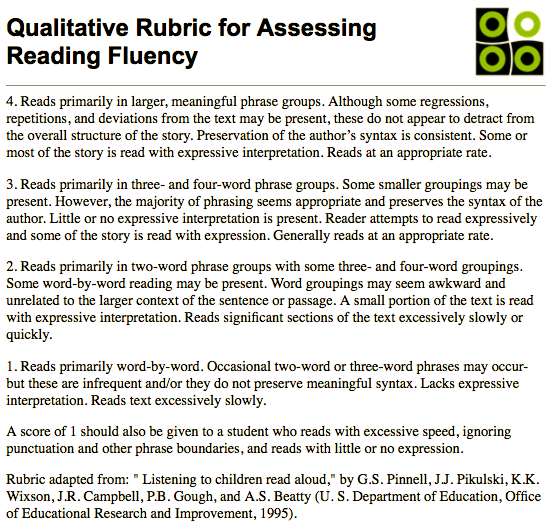 Qualitative Rubric for Assessing
Reading Fluency
4. Reads primarily in larger, meaningful phrase groups. Although some regressions,
repetitions, and deviations from the text may be present, these do not appear to detract from
the overall structure of the story. Preservation of the author's syntax is consistent. Some or
most of the story is read with expressive interpretation. Reads at an appropriate rate.
3. Reads primarily in three- and four-word phrase groups. Some smaller groupings may be
present. However, the majority of phrasing seems appropriate and preserves the syntax of the
author. Little or no expressive interpretation is present. Reader attempts to read expressively
and some of the story is read with expression. Generally reads at an appropriate rate.
2. Reads primarily in two-word phrase groups with some three- and four-word groupings.
Some word-by-word reading may be present. Word groupings may seem awkward and
unrelated to the larger context of the sentence or passage. A small portion of the text is read
with expressive interpretation. Reads significant sections of the text excessively slowly or
quickly.
1. Reads primarily word-by-word. Occasional two-word or three-word phrases may occur-
but these are infrequent and/or they do not preserve meaningful syntax. Lacks expressive
interpretation. Reads text excessively slowly.
A score of 1 should also be given to a student who reads with excessive speed, ignoring
punctuation and other phrase boundaries, and reads with little or no expression.
Rubric adapted from: " Listening to children read aloud," by G.S. Pinnell, J.J. Pikulski, K.K.
Wixson, J.R. Campbell, P.B. Gough, and A.S. Beatty (U. S. Department of Education, Office
of Educational Research and Improvement, 1995).